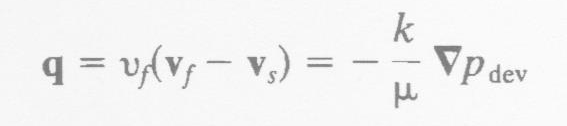 q = υ_f(v_f − v_s) = − k/μ ∇p_dev